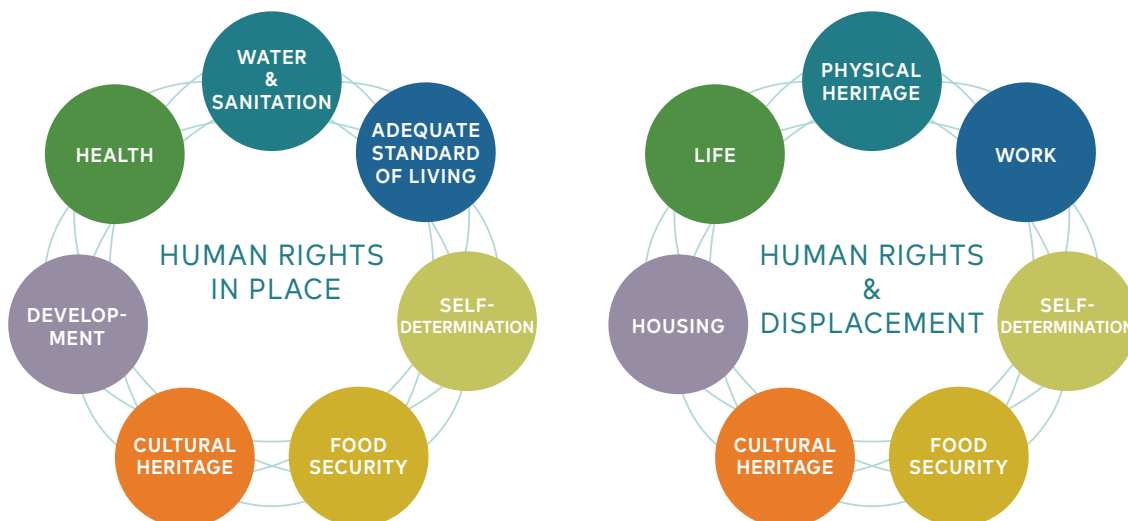 WATER
&
SANITATION
ADEQUATE
STANDARD
OF LIVING
SELF-
DETERMINATION
FOOD
SECURITY
CULTURAL
HERITAGE
DEVELOP-
MENT
HEALTH
HUMAN RIGHTS
IN PLACE
PHYSICAL
HERITAGE
WORK
SELF-
DETERMINATION
FOOD
SECURITY
CULTURAL
HERITAGE
HOUSING
LIFE
HUMAN RIGHTS
&
DISPLACEMENT